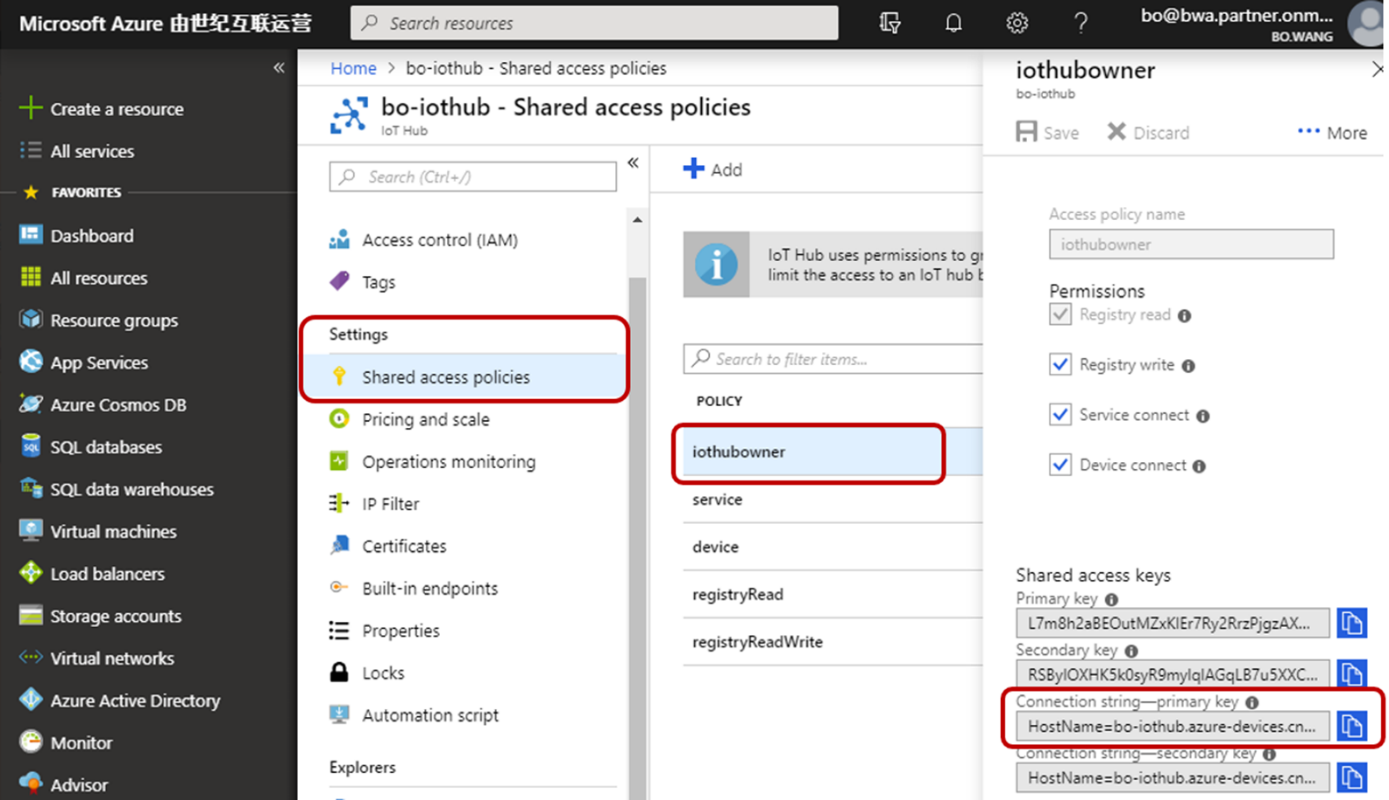 Microsoft Azure 由世纪互联运营
Search resources
bo@bwa.partner.onm...
BO.WANG
Create a resource
All services
FAVORITES
Dashboard
All resources
Resource groups
App Services
Azure Cosmos DB
SQL databases
SQL data warehouses
Virtual machines
Load balancers
Storage accounts
Virtual networks
Azure Active Directory
Monitor
Advisor
Home > bo-iothub - Shared access policies
bo-iothub - Shared access policies
IoT Hub
Search (Ctrl+/)
Access control (IAM)
Tags
Settings
Shared access policies
Pricing and scale
Operations monitoring
IP Filter
Certificates
Built-in endpoints
Properties
Locks
Automation script
Explorers
Add
IoT Hub uses permissions to gr
limit the access to an IoT hub b
Search to filter items...
POLICY
iothubowner
service
device
registryRead
registryReadWrite
iothubowner
bo-iothub
Save Discard More
Access policy name
iothubowner
Permissions
Registry read
Registry write
Service connect
Device connect
Shared access keys
Primary key
L7m8h2aBEOutMZxKlEr7Ry2RrzPjgzAX...
Secondary key
RSByIOXHK5k0syR9mylqIAGqLB7u5XXC...
Connection string—primary key
HostName=bo-iothub.azure-devices.cn...
Connection string—secondary key
HostName=bo-iothub.azure-devices.cn...